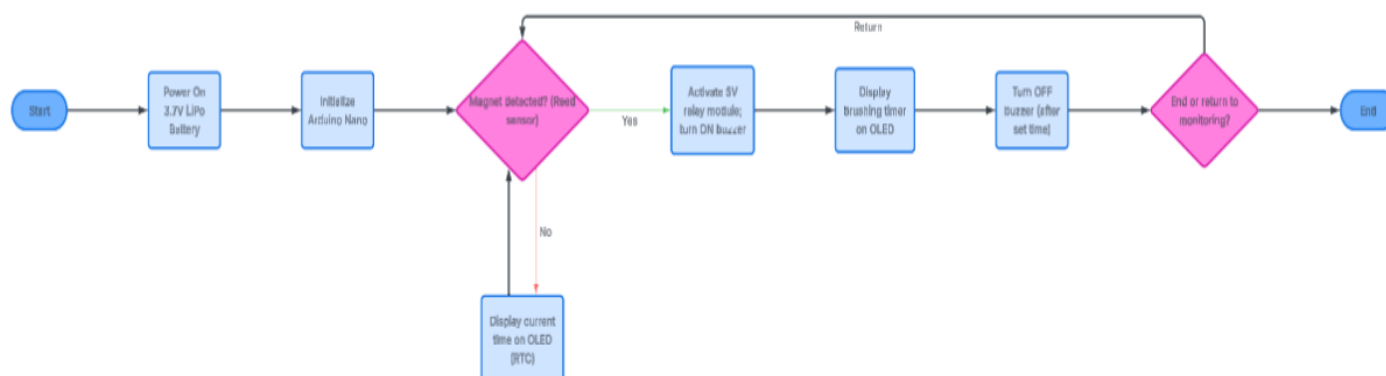 Return
Start
Power On
3.7V LiPo
Battery
Initialize
Arduino Nano
Magnet detected? (Reed
sensor)
Yes
Activate 5V
relay module;
turn ON buzzer
Display
brushing timer
on OLED
Turn OFF
buzzer (after
set time)
End or return to
monitoring?
End
No
Display current
time on OLED
(RTC)